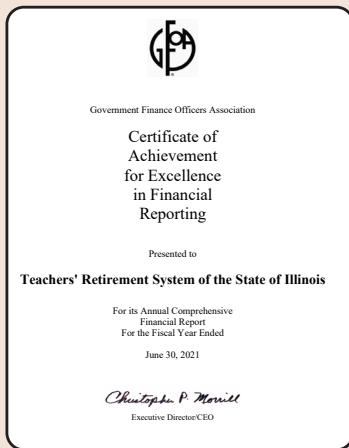 GFOA
Government Finance Officers Association
Certificate of
Achievement
for Excellence
in Financial
Reporting
Presented to
Teachers' Retirement System of the State of Illinois
For its Annual Comprehensive
Financial Report
For the Fiscal Year Ended
June 30, 2021
Christopher P. Morrill
Executive Director/CEO